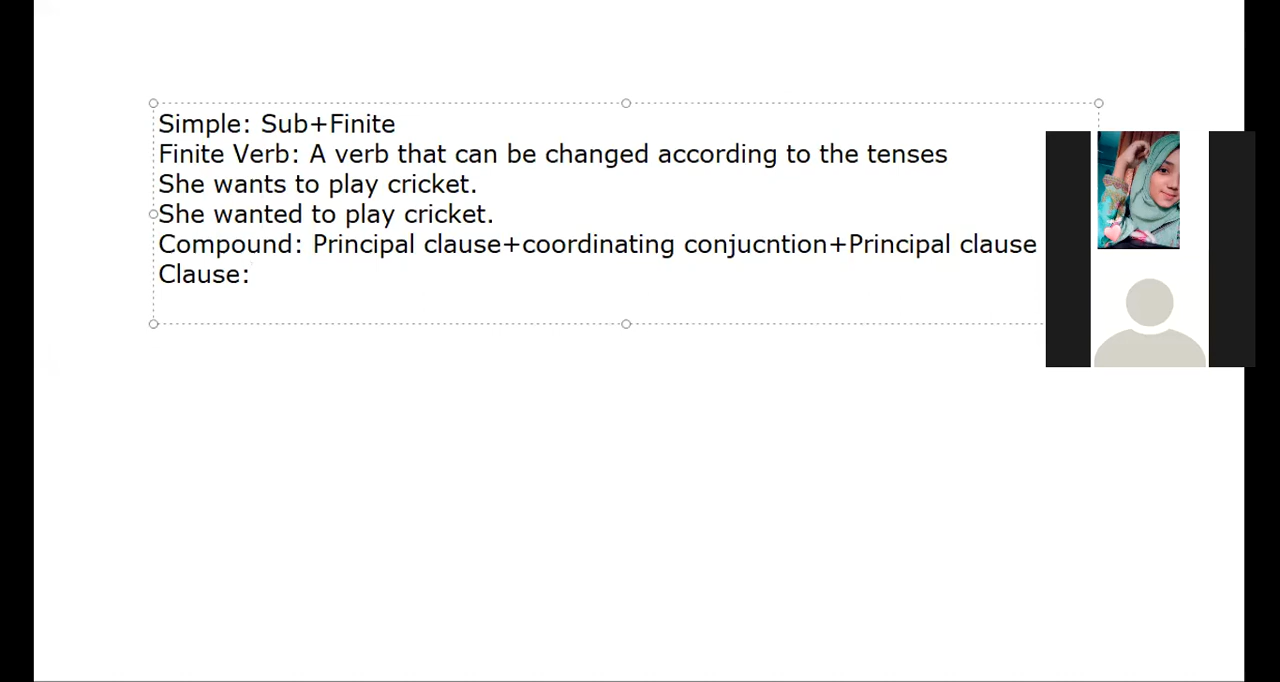 Simple: Sub+Finite
Finite Verb: A verb that can be changed according to the tenses
She wants to play cricket.
She wanted to play cricket.
Compound: Principal clause+coordinating conjucntion+Principal clause
Clause: